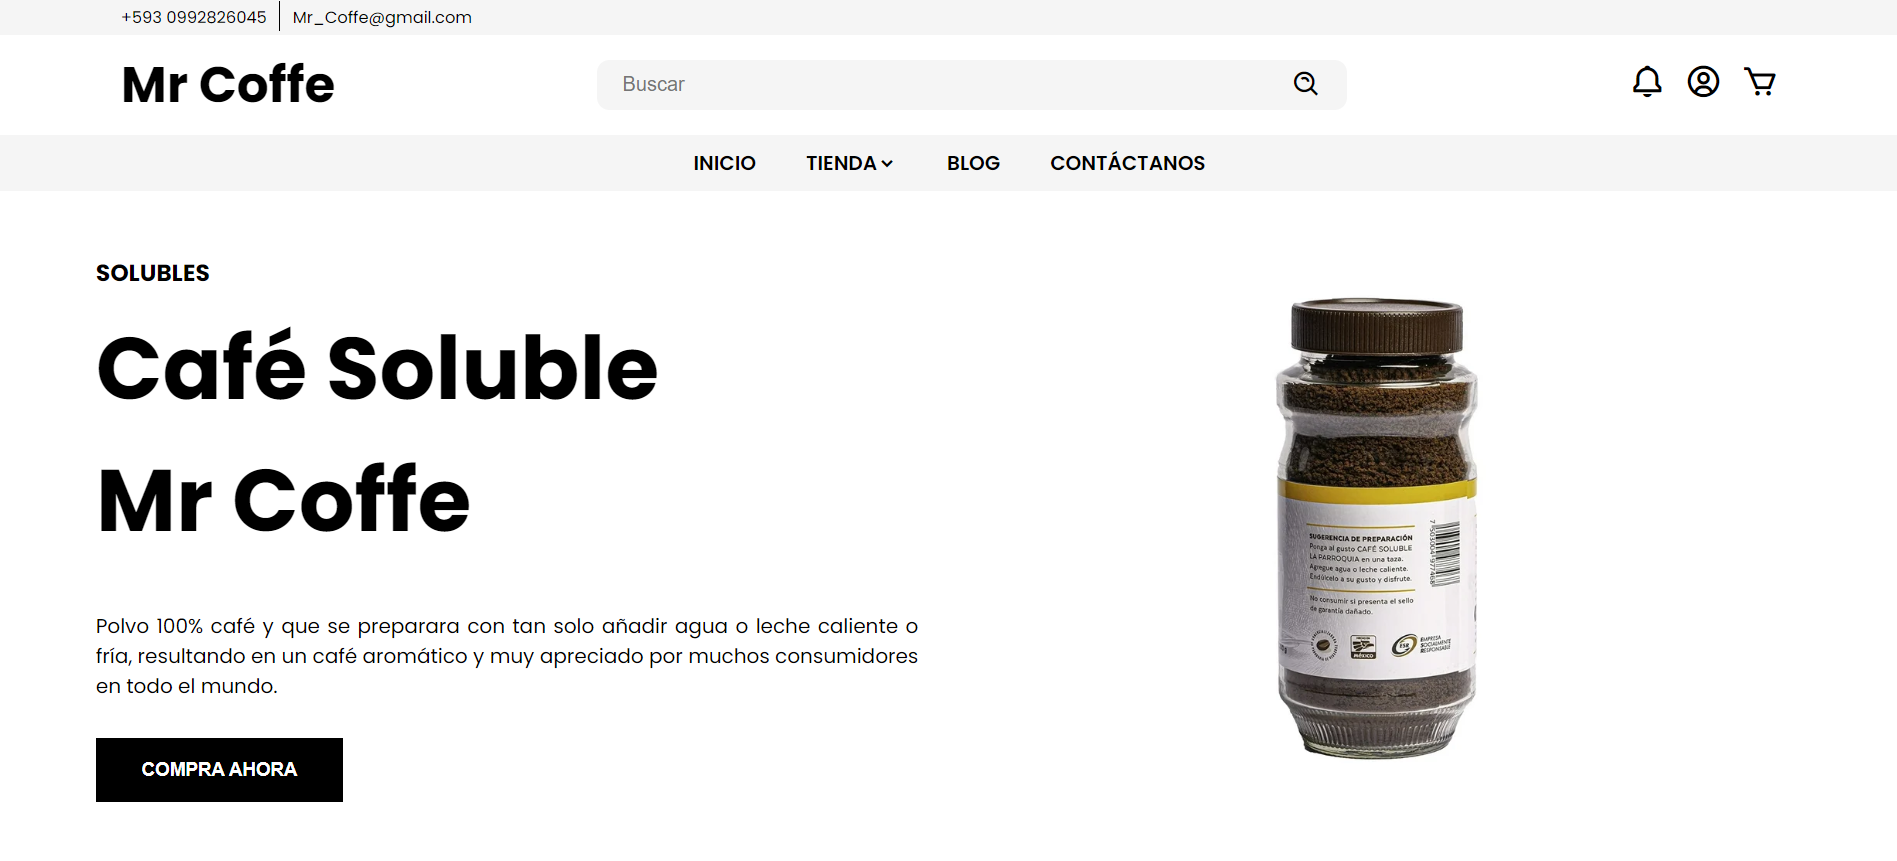 +593 0992826045 Mr_Coffe@gmail.com
Mr Coffe
Buscar
INICIO TIENDA BLOG CONTÁCTANOS
SOLUBLES
Café Soluble
Mr Coffe
Polvo 100% café y que se preparara con tan solo añadir agua o leche caliente o
fría, resultando en un café aromático y muy apreciado por muchos consumidores
en todo el mundo.
COMPRA AHORA
SUGERENCIA DE PREPARACIÓN
Ponga al gusto CAFÉ SOLUBLE
LA PARROQUIA en una taza.
Agregue agua o leche caliente.
Endúlcelo a su gusto y disfrute.
No consumir si presenta el sello
de garantía dañado.
MÉXICO
ESR
EMPRESA
SOCIALMENTE
RESPONSABLE